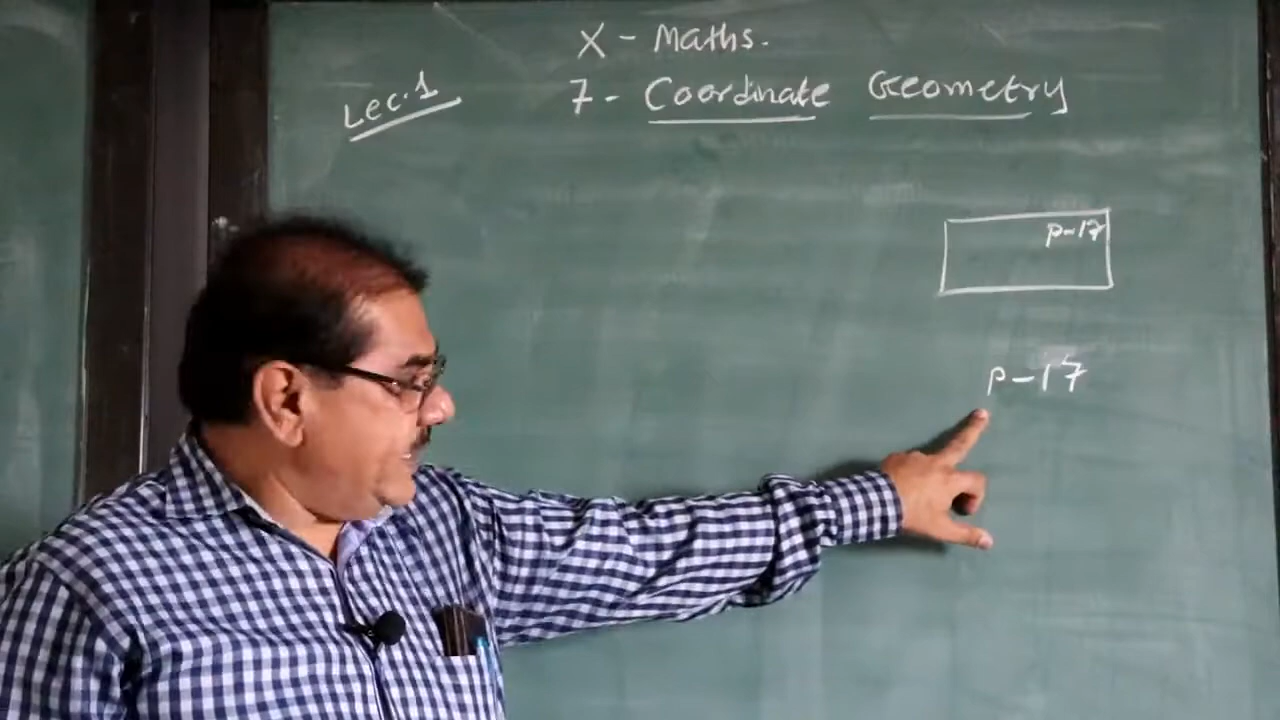 X - Maths.
Lec. 1
7 - Coordinate Geometry
P-17
P-17